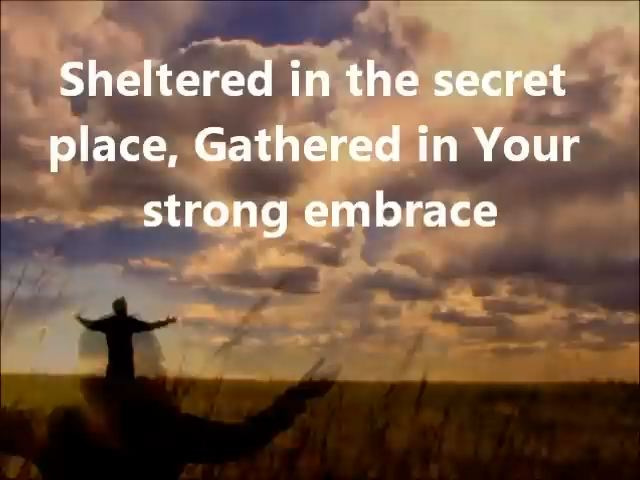 Sheltered in the secret
place, Gathered in Your
strong embrace